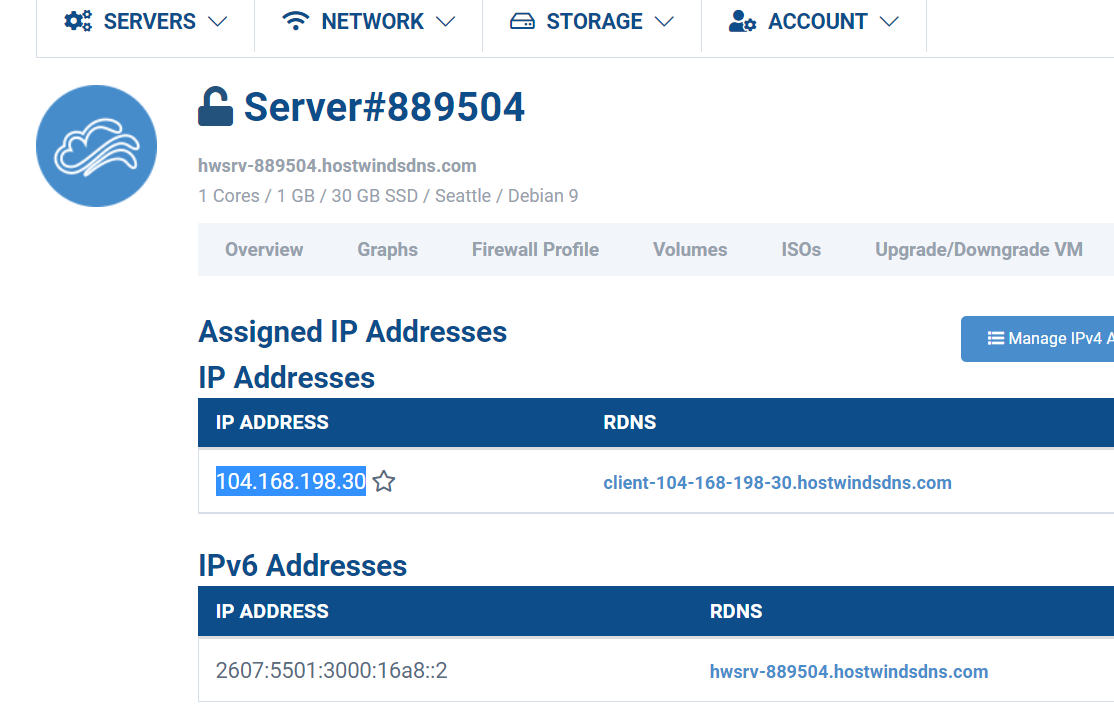 SERVERS NETWORK STORAGE ACCOUNT
Server#889504
hwsrv-889504.hostwindsdns.com
1 Cores / 1 GB / 30 GB SSD / Seattle / Debian 9
Overview Graphs Firewall Profile Volumes ISOs Upgrade/Downgrade VM
Assigned IP Addresses
Manage IPv4 A
IP Addresses
IP ADDRESS RDNS
104.168.198.30 client-104-168-198-30.hostwindsdns.com
IPv6 Addresses
IP ADDRESS RDNS
2607:5501:3000:16a8::2 hwsrv-889504.hostwindsdns.com